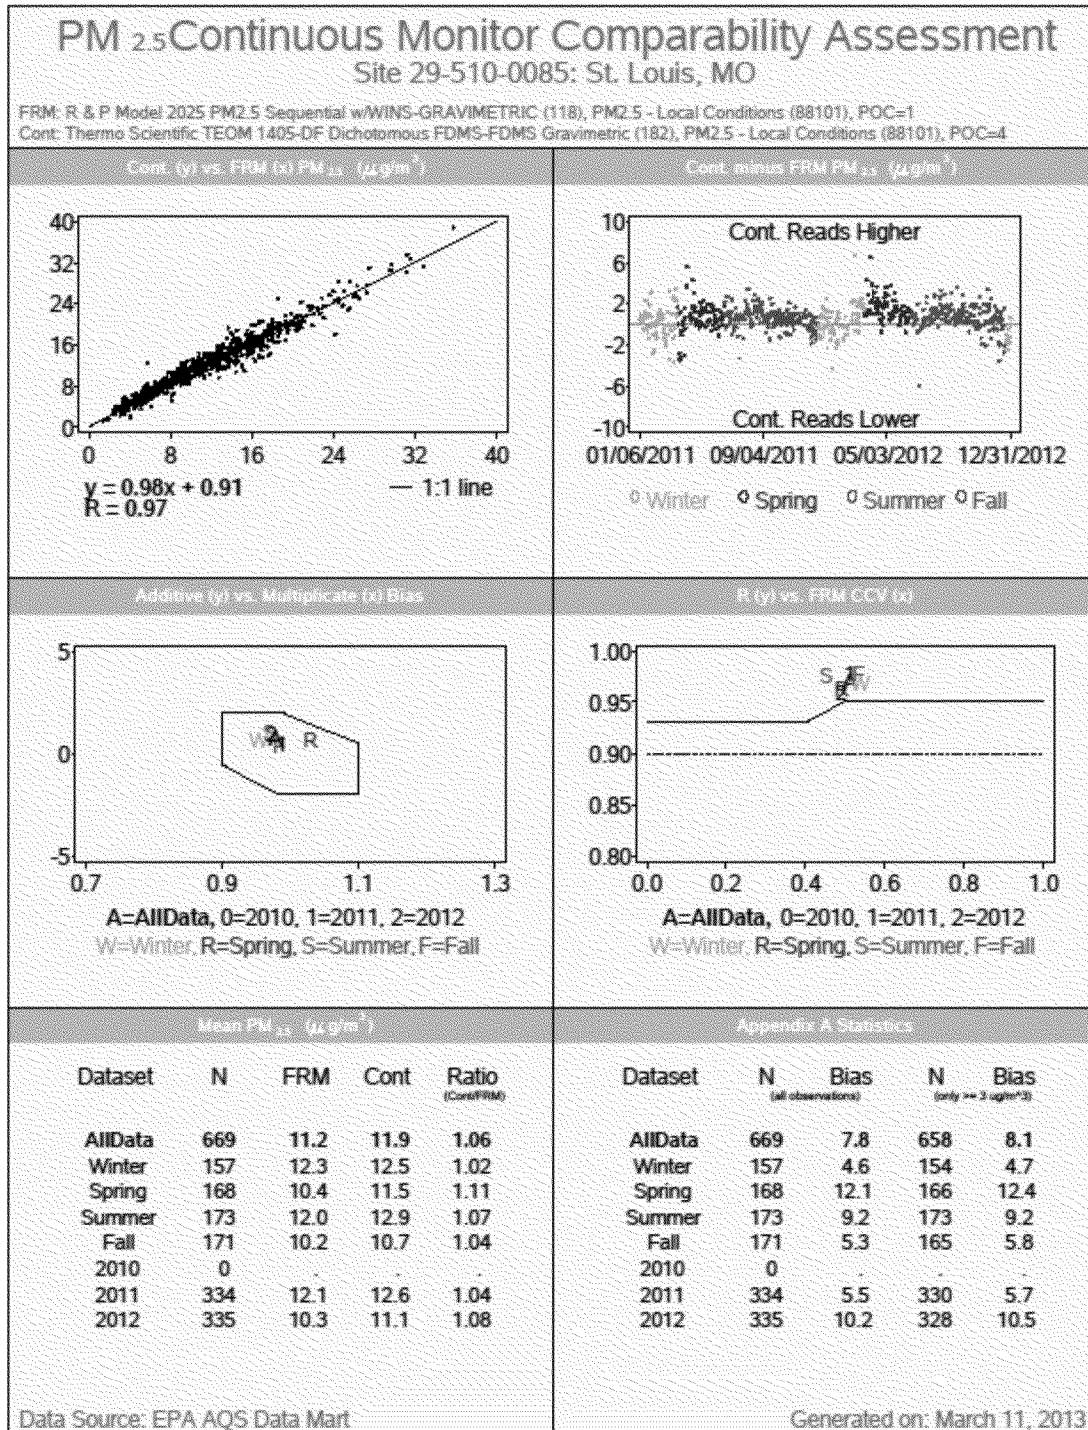 PM 2.5 Continuous Monitor Comparability Assessment
Site 29-510-0085: St. Louis, MO
FRM: R & P Model 2025 PM2.5 Sequential w/WINS-GRAVIMETRIC (118), PM2.5 - Local Conditions (88101), POC=1
Cont: Thermo Scientific TEOM 1405-DF Dichotomous FDMS-FDMS Gravimetric (182), PM2.5 - Local Conditions (88101), POC=4
Cont. (y) vs. FRM (x) PM 2.5 (μg/m³)
40
32
24
16
8
0
0 8 16 24 32 40
y = 0.98x + 0.91
R = 0.97
1:1 line
Cont. minus FRM PM 2.5 (μg/m³)
10
6
2
-2
-6
-10
Cont. Reads Higher
Cont. Reads Lower
01/06/2011 09/04/2011 05/03/2012 12/31/2012
Winter Spring Summer Fall
Additive (y) vs. Multiplicate (x) Bias
5
0
-5
W R
0.7 0.9 1.1 1.3
A=AllData, 0=2010, 1=2011, 2=2012
W=Winter, R=Spring, S=Summer, F=Fall
R (y) vs. FRM CCV (x)
1.00
0.95
0.90
0.85
0.80
S F W
0.0 0.2 0.4 0.6 0.8 1.0
A=AllData, 0=2010, 1=2011, 2=2012
W=Winter, R=Spring, S=Summer, F=Fall
Mean PM 2.5 (μg/m³)
Dataset N FRM Cont Ratio
(Cont/FRM)
AllData 669 11.2 11.9 1.06
Winter 157 12.3 12.5 1.02
Spring 168 10.4 11.5 1.11
Summer 173 12.0 12.9 1.07
Fall 171 10.2 10.7 1.04
2010 0 . . .
2011 334 12.1 12.6 1.04
2012 335 10.3 11.1 1.08
Appendix A Statistics
Dataset N Bias N Bias
(all observations) (only >= 3 ug/m^3)
AllData 669 7.8 658 8.1
Winter 157 4.6 154 4.7
Spring 168 12.1 166 12.4
Summer 173 9.2 173 9.2
Fall 171 5.3 165 5.8
2010 0 . . .
2011 334 5.5 330 5.7
2012 335 10.2 328 10.5
Data Source: EPA AQS Data Mart
Generated on: March 11, 2013